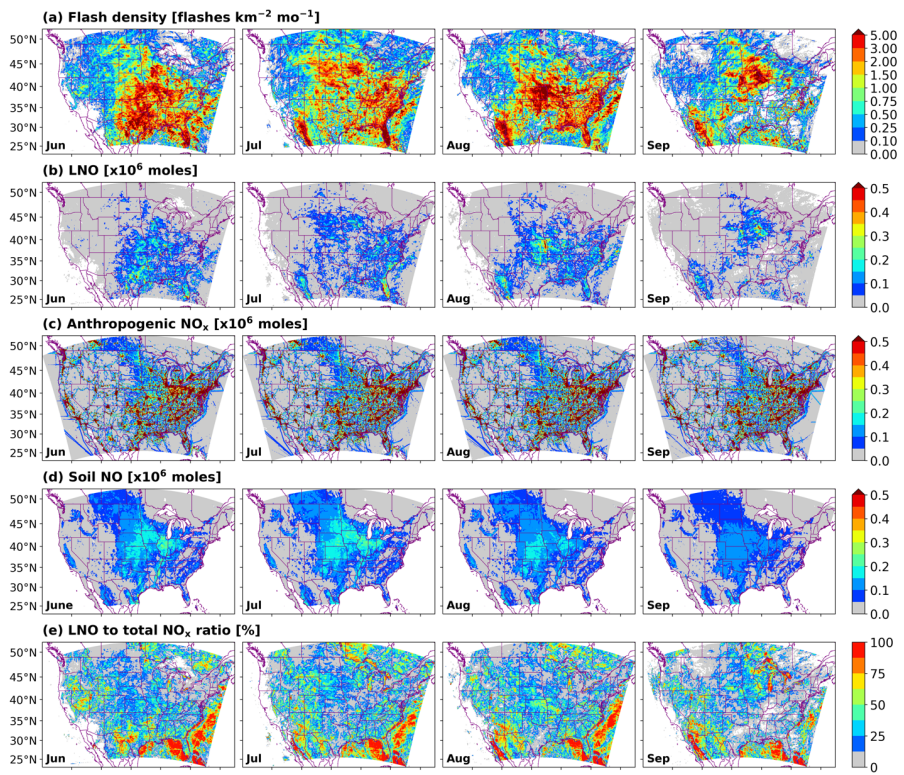 (a) Flash density [flashes km⁻² mo⁻¹]
50°N
45°N
40°N
35°N
30°N
25°N
Jun
Jul
Aug
Sep
5.00
3.00
2.00
1.50
1.00
0.75
0.50
0.25
0.10
0.00
(b) LNO [x10⁶ moles]
50°N
45°N
40°N
35°N
30°N
25°N
Jun
Jul
Aug
Sep
0.5
0.4
0.3
0.2
0.1
0.0
(c) Anthropogenic NOₓ [x10⁶ moles]
50°N
45°N
40°N
35°N
30°N
25°N
Jun
Jul
Aug
Sep
0.5
0.4
0.3
0.2
0.1
0.0
(d) Soil NO [x10⁶ moles]
50°N
45°N
40°N
35°N
30°N
25°N
June
Jul
Aug
Sep
0.5
0.4
0.3
0.2
0.1
0.0
(e) LNO to total NOₓ ratio [%]
50°N
45°N
40°N
35°N
30°N
25°N
Jun
Jul
Aug
Sep
100
75
50
25
0